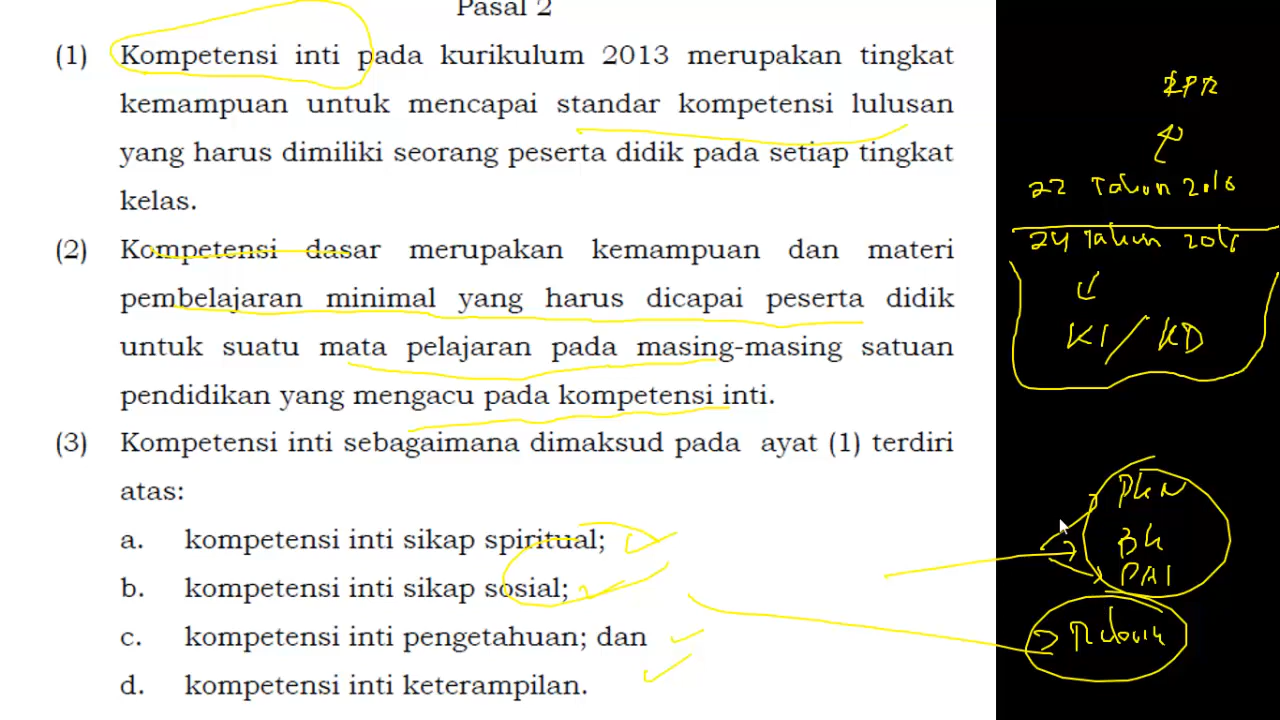 Pasal 2
(1) Kompetensi inti pada kurikulum 2013 merupakan tingkat
kemampuan untuk mencapai standar kompetensi lulusan
yang harus dimiliki seorang peserta didik pada setiap tingkat
kelas.
(2) Kompetensi dasar merupakan kemampuan dan materi
pembelajaran minimal yang harus dicapai peserta didik
untuk suatu mata pelajaran pada masing-masing satuan
pendidikan yang mengacu pada kompetensi inti.
(3) Kompetensi inti sebagaimana dimaksud pada ayat (1) terdiri
atas:
a. kompetensi inti sikap spiritual;
b. kompetensi inti sikap sosial;
c. kompetensi inti pengetahuan; dan
d. kompetensi inti keterampilan.
22 Tahun 2016
24 Tahun 2016
KI / KD
PKN
BK
PAI